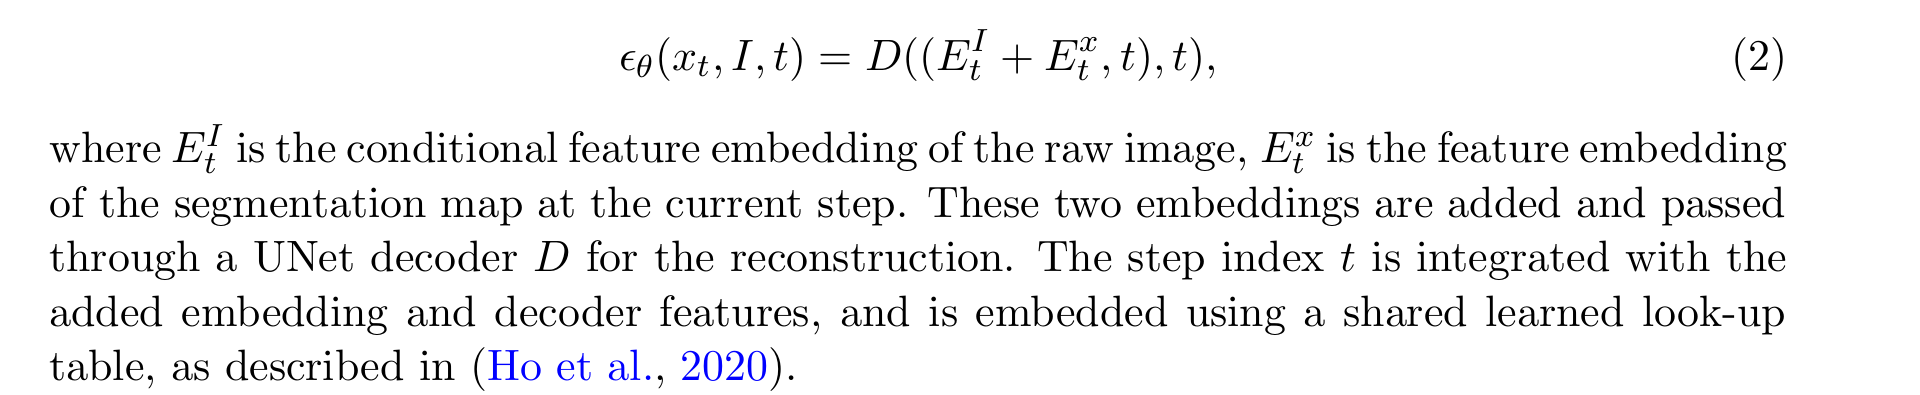 ϵ_θ(x_t, I, t) = D((E_t^I + E_t^x, t), t), (2)
where E_t^I is the conditional feature embedding of the raw image, E_t^x is the feature embedding
of the segmentation map at the current step. These two embeddings are added and passed
through a UNet decoder D for the reconstruction. The step index t is integrated with the
added embedding and decoder features, and is embedded using a shared learned look-up
table, as described in (Ho et al., 2020).